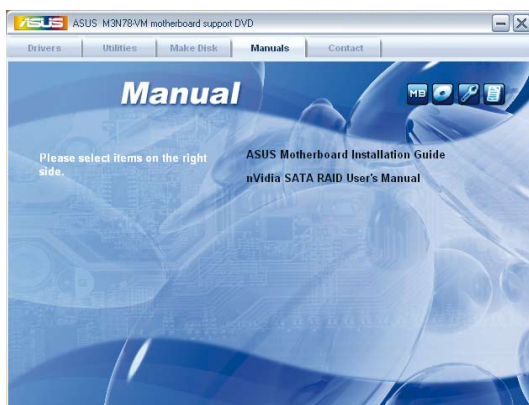 ASUS M3N78-VM motherboard support DVD
Drivers Utilities Make Disk Manuals Contact
Manual
MB
Please select items on the right
side.
ASUS Motherboard Installation Guide
nVidia SATA RAID User's Manual